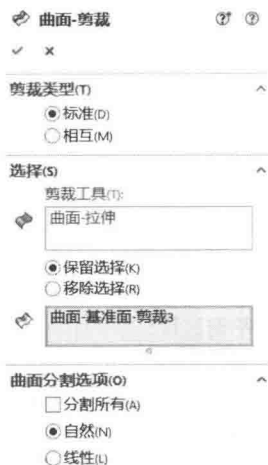 曲面-剪裁
剪裁类型(T)
标准(D)
相互(M)
选择(S)
剪裁工具(T):
曲面-拉伸
保留选择(K)
移除选择(R)
曲面-基准面-剪裁3
曲面分割选项(O)
分割所有(A)
自然(N)
线性(L)